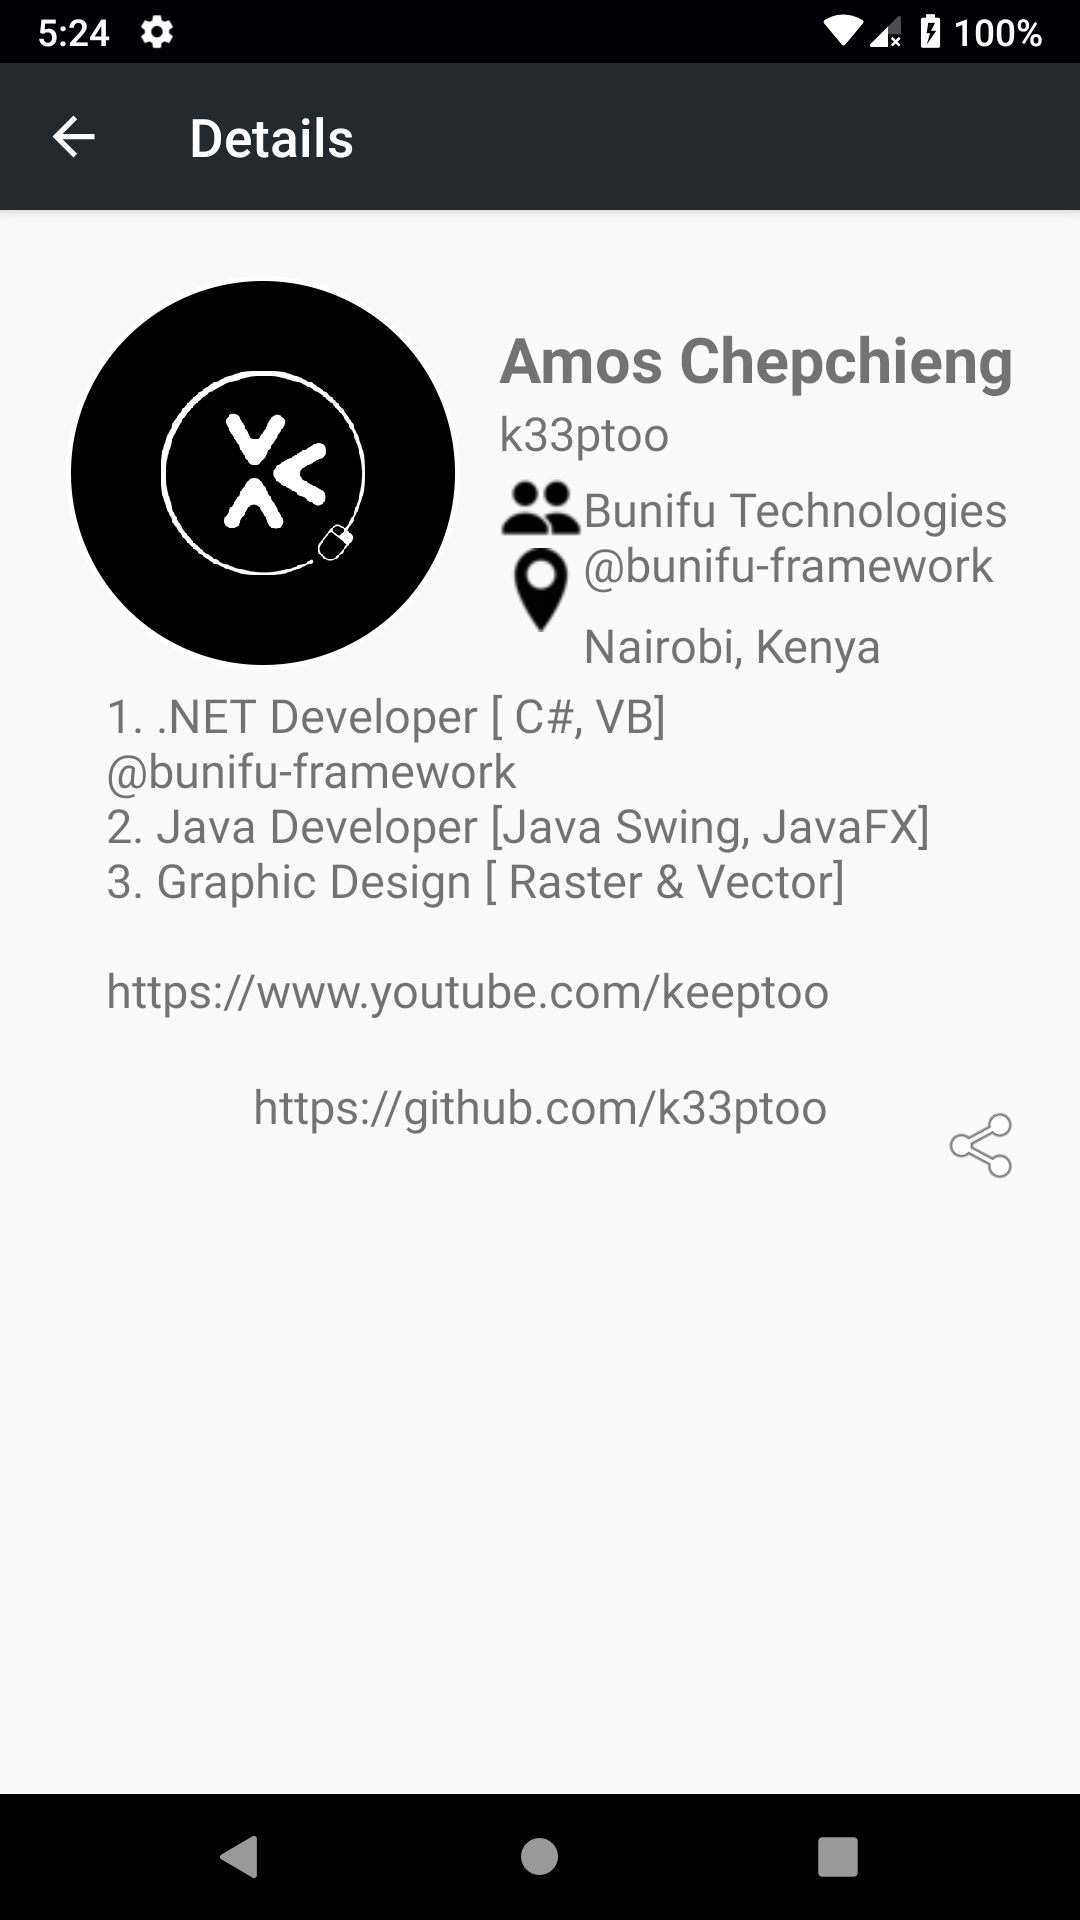 5:24
100%
Details
Amos Chepchieng
k33ptoo
Bunifu Technologies
@bunifu-framework
Nairobi, Kenya
1. .NET Developer [ C#, VB]
@bunifu-framework
2. Java Developer [Java Swing, JavaFX]
3. Graphic Design [ Raster & Vector]
https://www.youtube.com/keeptoo
https://github.com/k33ptoo